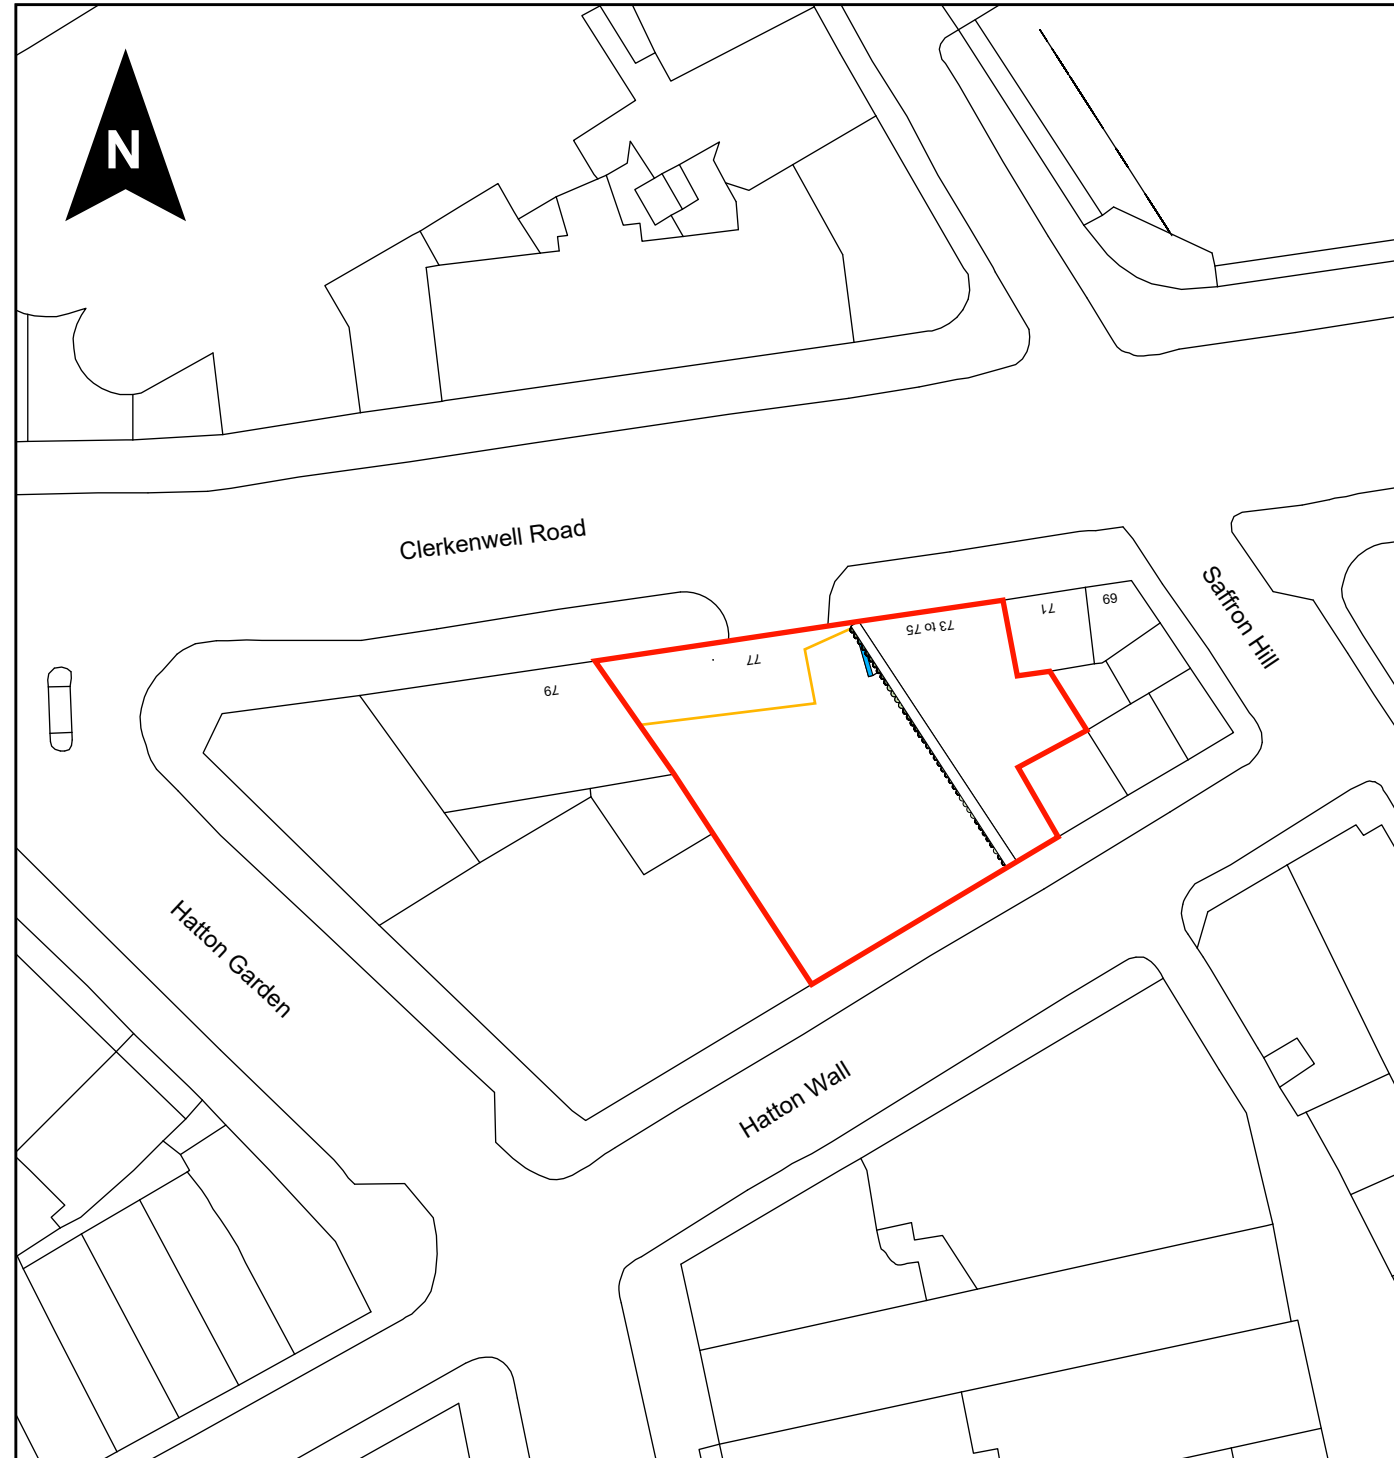 N
Clerkenwell Road
Saffron Hill
69
71
73 to 75
77
79
Hatton Garden
Hatton Wall